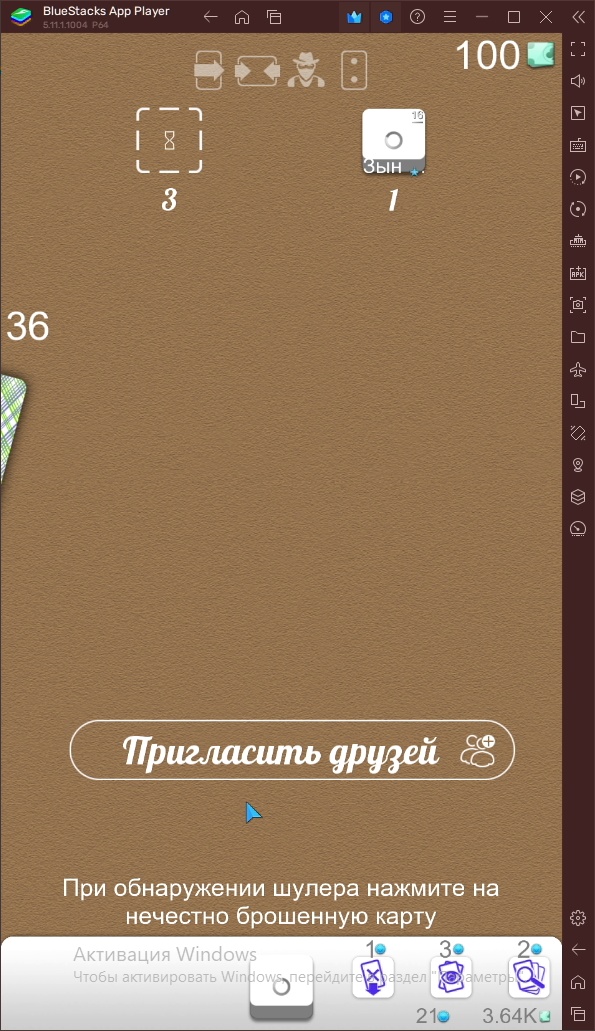 BlueStacks App Player
5.11.1.1004 P64
100
16
Зын
3
1
36
Пригласить друзей
При обнаружении шулера нажмите на
нечестно брошенную карту
Активация Windows
1 3 2
Чтобы активировать Windows, перейдите в раздел "Параметры".
21 3.64K